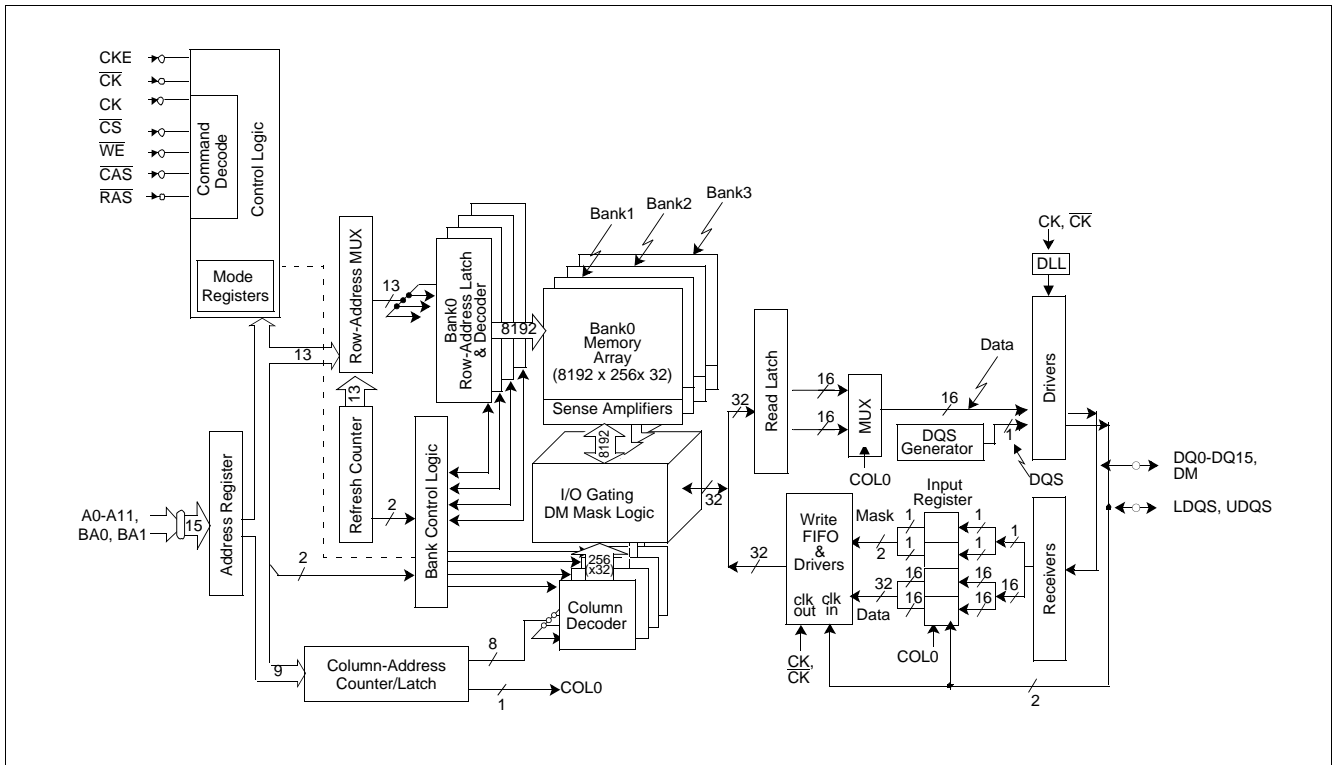 CKE
CK
CK
CS
WE
CAS
RAS
Command
Decode
Control Logic
Mode
Registers
Row-Address MUX
13
13
13
Refresh Counter
2
Bank0
Row-Address Latch
& Decoder
8192
Bank1
Bank2
Bank3
Bank0
Memory
Array
(8192 x 256x 32)
Sense Amplifiers
8192
I/O Gating
DM Mask Logic
32
256
(x32)
Column
Decoder
Bank Control Logic
2
A0-A11,
BA0, BA1
15
Address Register
9
Column-Address
Counter/Latch
8
1
COL0
32
Read Latch
16
16
MUX
COL0
16
Data
DQS
Generator
1
DQS
CK, CK
DLL
Drivers
DQ0-DQ15,
DM
LDQS, UDQS
32
Write
FIFO
&
Drivers
clk
out
clk
in
CK,
CK
Mask
2
32
Data
Input
Register
1
1
16
16
1
1
16
16
1
16
COL0
Receivers
2